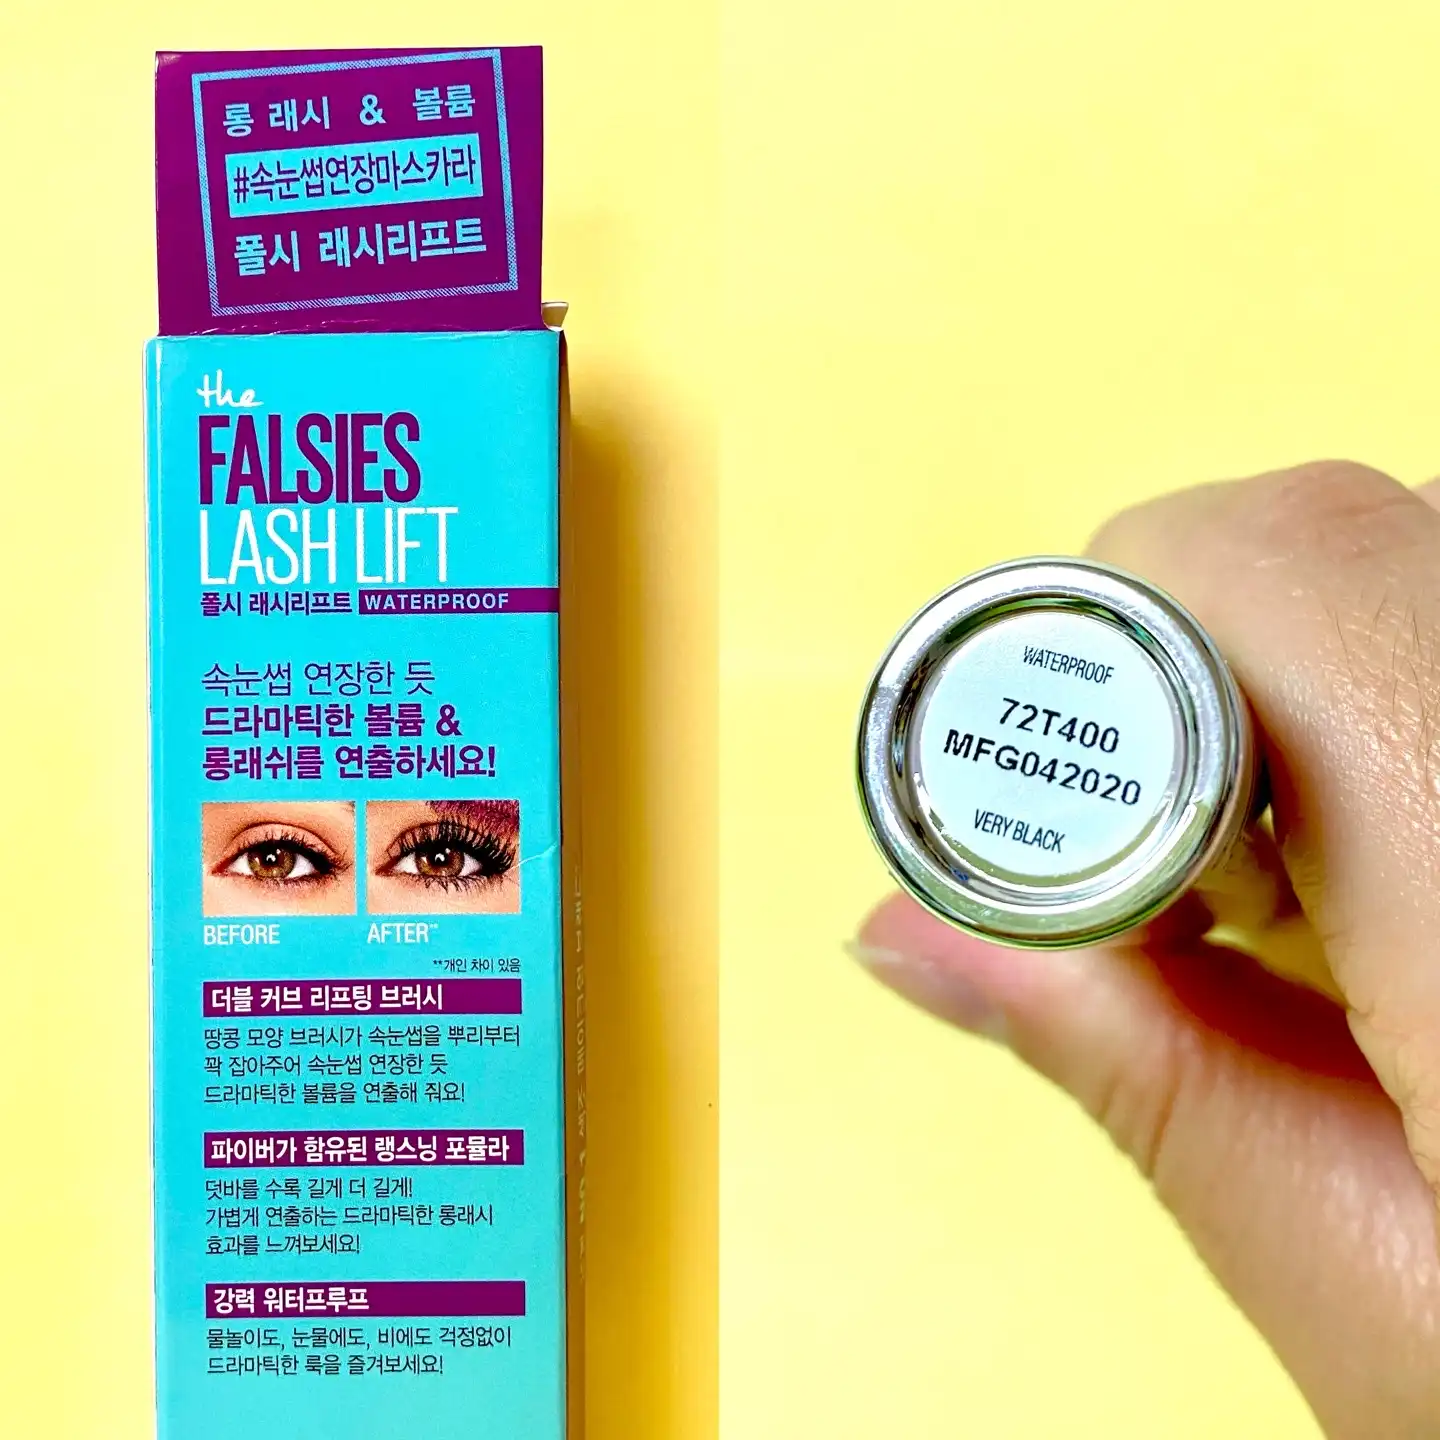 롱 래시 & 볼륨
#속눈썹연장마스카라
폴시 래시리프트
the
FALSIES
LASH LIFT
폴시 래시리프트 WATERPROOF
속눈썹 연장한 듯
드라마틱한 볼륨 &
롱래쉬를 연출하세요!
BEFORE AFTER**
**개인 차이 있음
더블 커브 리프팅 브러시
땅콩 모양 브러시가 속눈썹을 뿌리부터
꽉 잡아주어 속눈썹 연장한 듯
드라마틱한 볼륨을 연출해 줘요!
파이버가 함유된 랭스닝 포뮬라
덧바를 수록 길게 더 길게!
가볍게 연출하는 드라마틱한 롱래시
효과를 느껴보세요!
강력 워터프루프
물놀이도, 눈물에도, 비에도 걱정없이
드라마틱한 룩을 즐겨보세요!
WATERPROOF
72T400
MFG042020
VERY BLACK